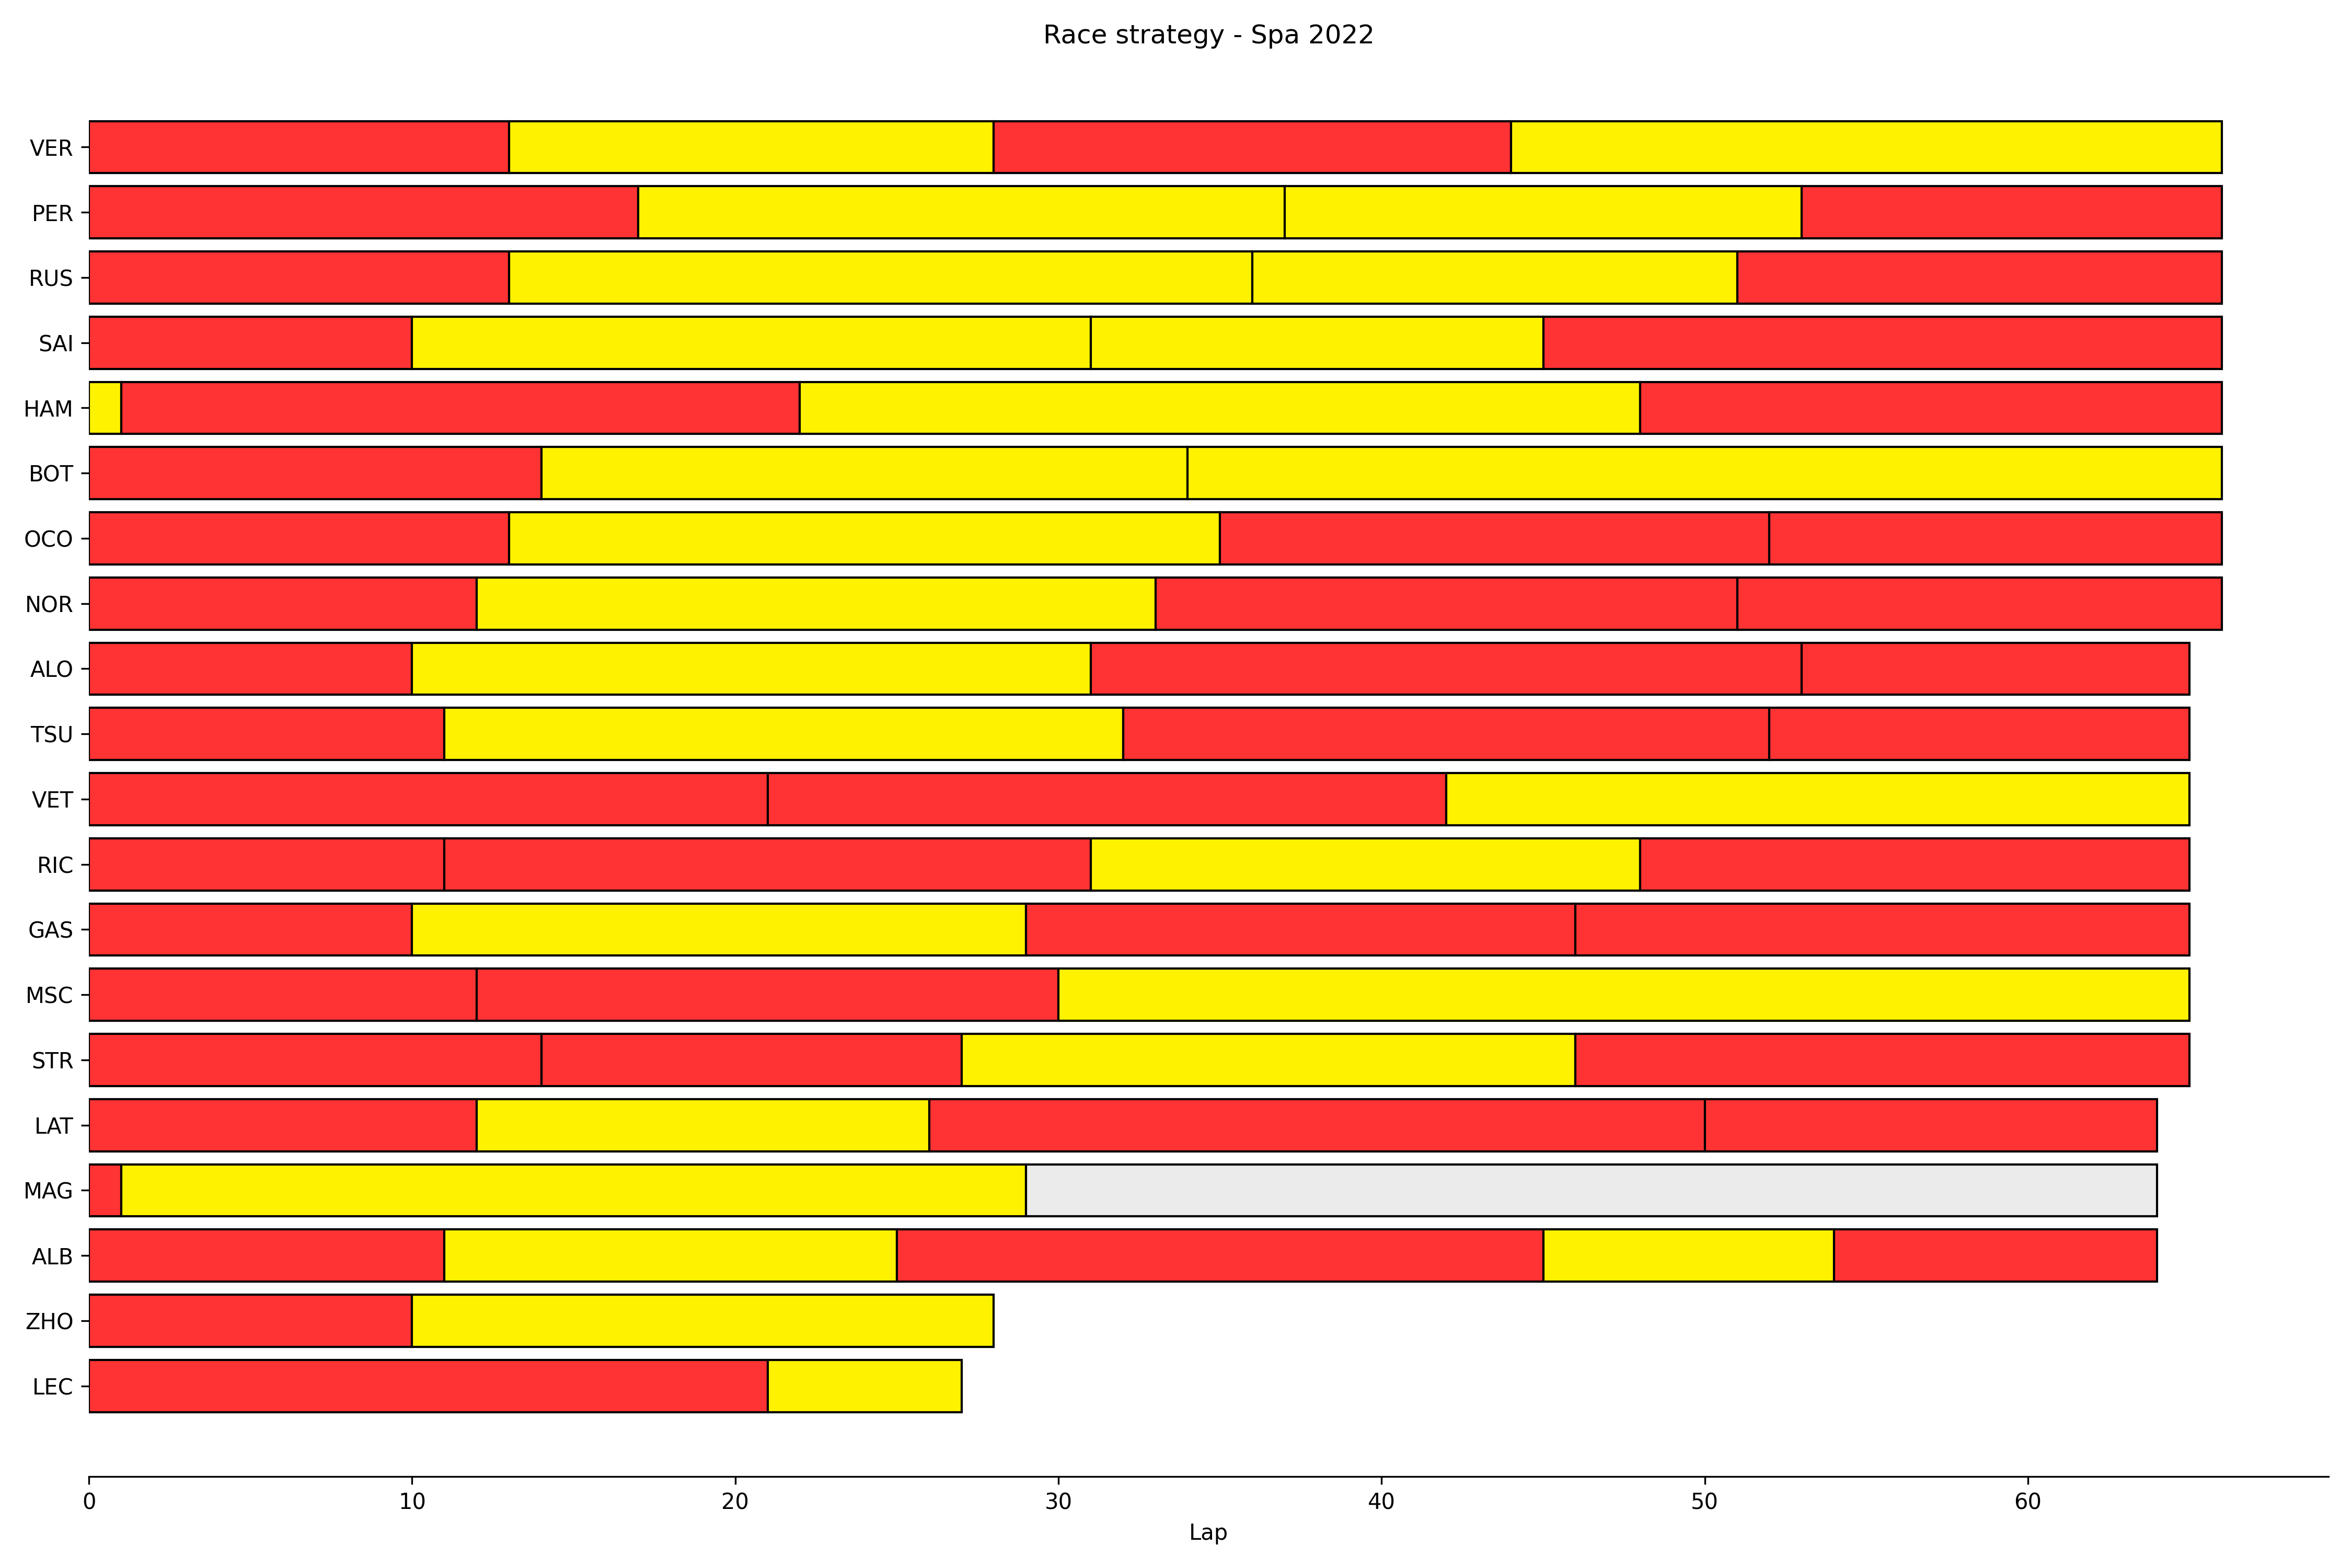 Race strategy - Spa 2022
VER
PER
RUS
SAI
HAM
BOT
OCO
NOR
ALO
TSU
VET
RIC
GAS
MSC
STR
LAT
MAG
ALB
ZHO
LEC
0 10 20 30 40 50 60
Lap